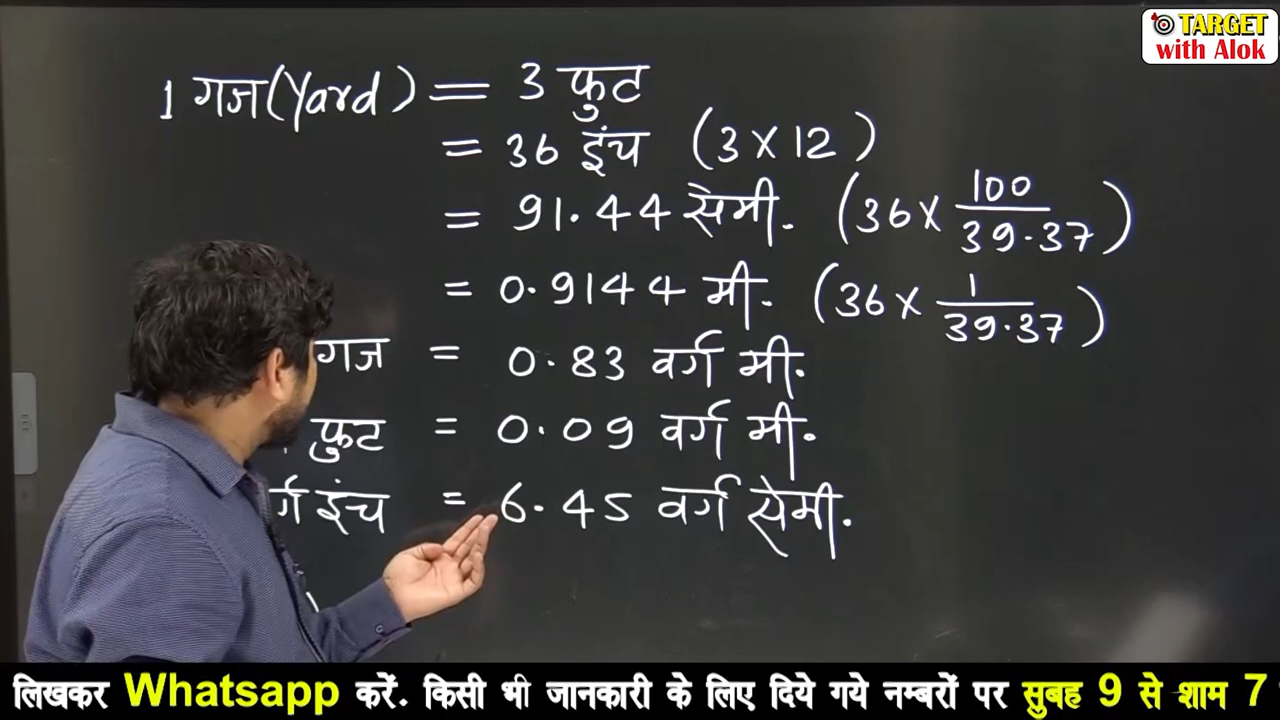 TARGET
with Alok
1 गज (Yard) = 3 फुट
= 36 इंच (3 × 12)
= 91.44 सेमी. (36 × 100/39.37)
= 0.9144 मी. (36 × 1/39.37)
गज = 0.83 वर्ग मी.
फुट = 0.09 वर्ग मी.
र्ग इंच = 6.45 वर्ग सेमी.
लिखकर Whatsapp करें. किसी भी जानकारी के लिए दिये गये नम्बरों पर सुबह 9 से शाम 7